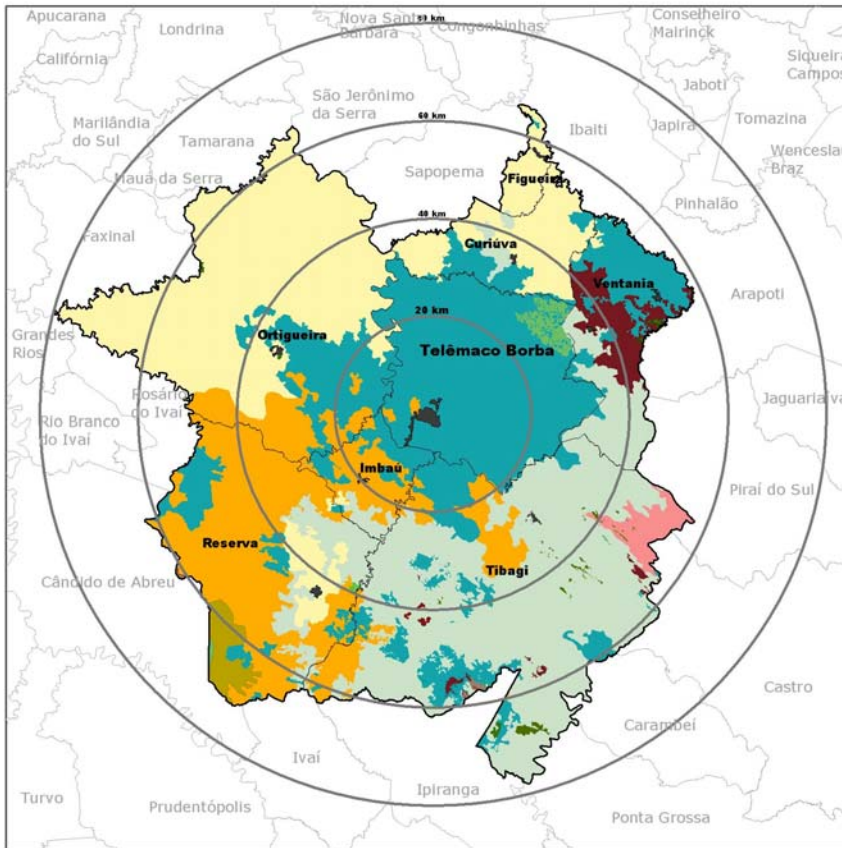 Apucarana
Londrina
Nova Santa
Bárbara
80 km
Congonhinhas
Conselheiro
Mairinck
Califórnia
Siqueira
Campos
Jaboti
São Jerônimo
da Serra
Marilândia
do Sul
Tamarana
60 km
Ibaiti
Japira
Tomazina
Wenceslau
Braz
Mauá da Serra
Sapopema
Figueira
Pinhalão
Faxinal
40 km
Curiúva
Ventania
Arapoti
Grandes
Rios
Ortigueira
20 km
Telêmaco Borba
Rosário
do Ivaí
Jaguariaíva
Rio Branco
do Ivaí
Imbaú
Piraí do Sul
Reserva
Tibagi
Cândido de Abreu
Castro
Carambeí
Ivaí
Ipiranga
Turvo
Prudentópolis
Ponta Grossa